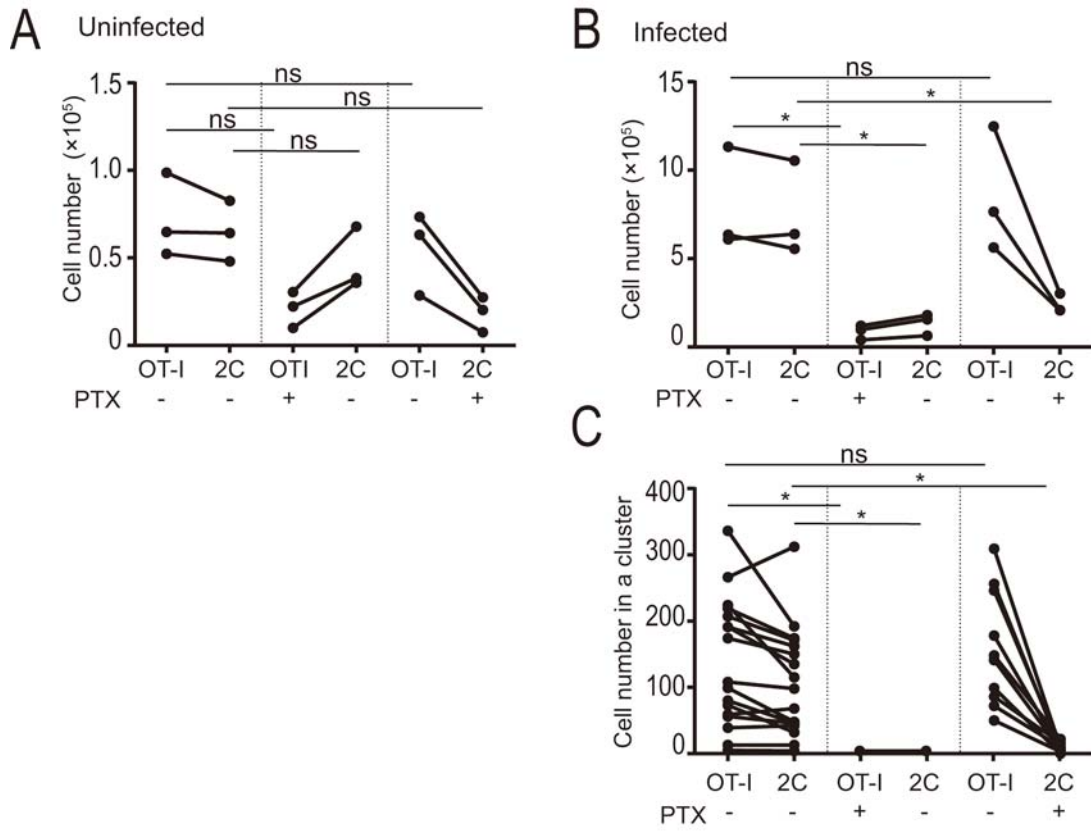 A Uninfected
ns
ns
ns
ns
Cell number (×10⁵)
1.5
1.0
0.5
0
OT-I 2C OTI 2C OT-I 2C
PTX - - + - - +
B Infected
ns
*
*
*
Cell number (×10⁵)
15
10
5
0
OT-I 2C OT-I 2C OT-I 2C
PTX - - + - - +
C
ns
*
*
*
Cell number in a cluster
400
300
200
100
0
OT-I 2C OT-I 2C OT-I 2C
PTX - - + - - +